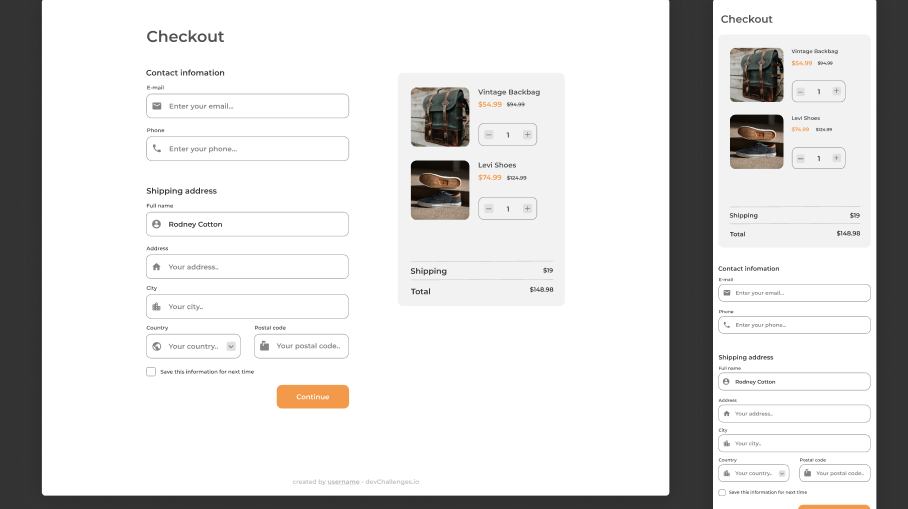 Checkout
Contact infomation
E-mail
Enter your email...
Phone
Enter your phone...
Shipping address
Full name
Rodney Cotton
Address
Your address..
City
Your city..
Country
Your country..
Postal code
Your postal code..
Save this information for next time
Continue
Vintage Backbag
$54.99 $94.99
1
Levi Shoes
$74.99 $124.99
1
Shipping $19
Total $148.98
created by username - devChallenges.io
Checkout
Vintage Backbag
$54.99 $94.99
1
Levi Shoes
$74.99 $124.99
1
Shipping $19
Total $148.98
Contact infomation
E-mail
Enter your email...
Phone
Enter your phone...
Shipping address
Full name
Rodney Cotton
Address
Your address..
City
Your city..
Country
Your country..
Postal code
Your postal code..
Save this information for next time